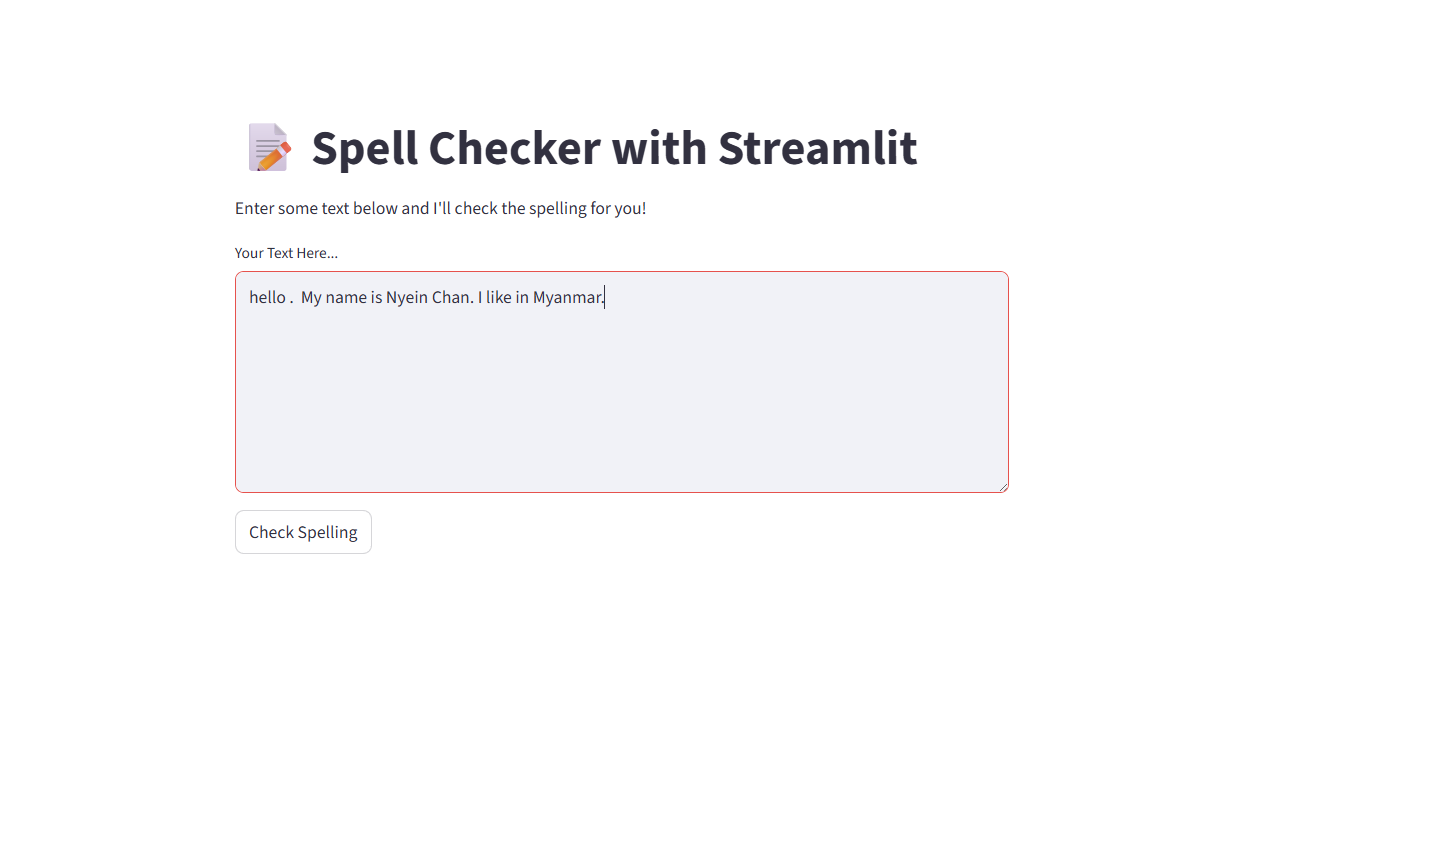 Spell Checker with Streamlit
Enter some text below and I'll check the spelling for you!
Your Text Here...
hello .  My name is Nyein Chan. I like in Myanmar.
Check Spelling